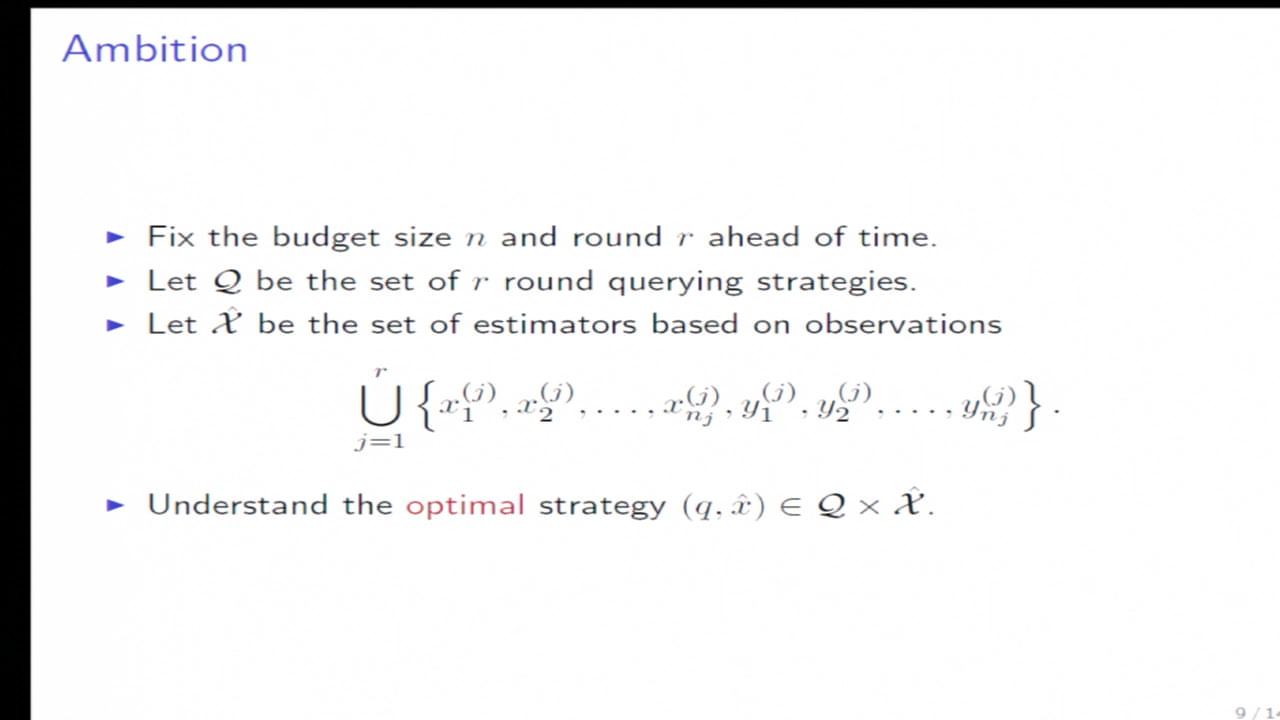 Ambition
► Fix the budget size n and round r ahead of time.
► Let 𝒬 be the set of r round querying strategies.
► Let 𝒳̂ be the set of estimators based on observations
⋃_{j=1}^{r} {x_1^{(j)}, x_2^{(j)}, ..., x_{n_j}^{(j)}, y_1^{(j)}, y_2^{(j)}, ..., y_{n_j}^{(j)}}.
► Understand the optimal strategy (q, x̂) ∈ 𝒬 × 𝒳̂.
9 / 14